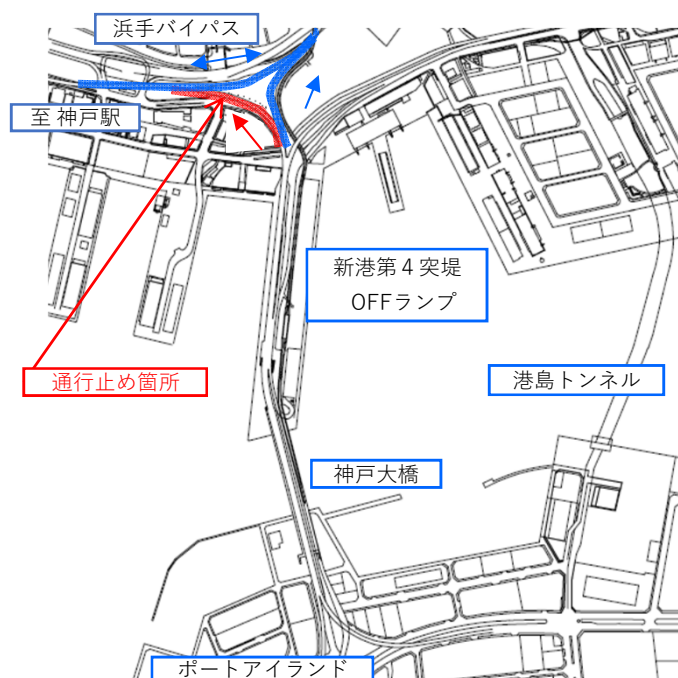 浜手バイパス
至 神戸駅
新港第４突堤
OFFランプ
通行止め箇所
港島トンネル
神戸大橋
ポートアイランド